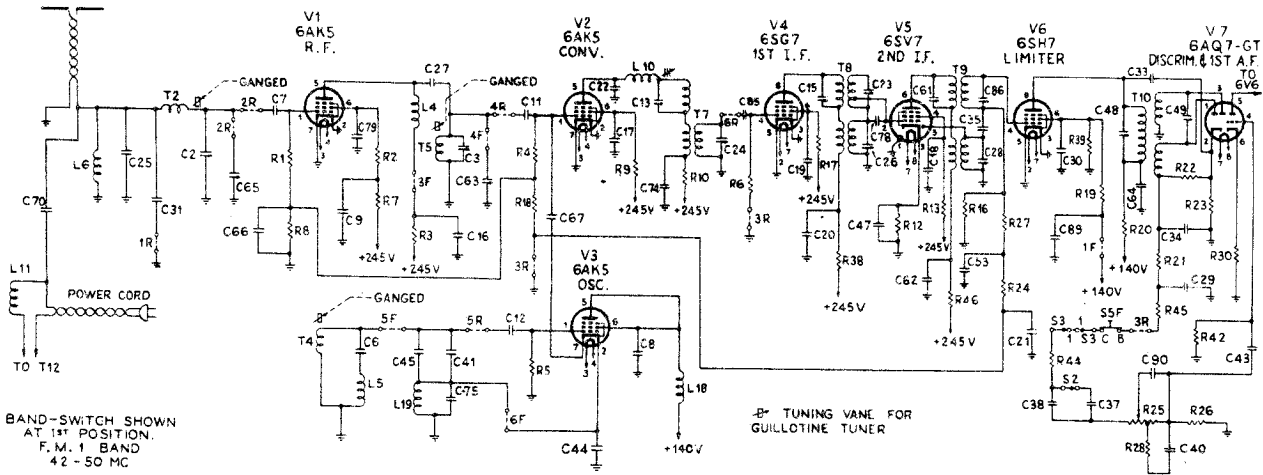 V1
6AK5
R.F.
V2
6AK5
CONV.
V4
6SG7
1ST I.F.
V5
6SV7
2ND I.F.
V6
6SH7
LIMITER
V7
6AQ7-GT
DISCRIM. & 1ST A.F.
TO
6V6
T2
2R
C7
C27
GANGED
L4
4R
C11
C22
L10
C13
T7
C85
C15
T8
C23
C61
T9
C86
C33
C48
T10
C49
L6
C25
C2
2R
C65
R1
C79
R2
T5
C3
4F
C63
R4
C17
R9
6R
C24
R17
C19
C78
C26
C18
C35
C28
C30
R39
R22
R23
C70
C31
1R
C66
R8
C9
R7
3F
R3
C16
R18
C67
C74
R10
R6
3R
C20
C47
R12
R13
R16
R27
C89
R19
C64
R20
C34
R21
R30
+245V
+245V
+245V
+245V
+245V
3R
R38
C62
+245V
C53
R24
1F
+140V
+140V
C29
R45
L11
POWER CORD
TO T12
GANGED
V3
6AK5
OSC.
T4
5F
5R
C12
C6
C45
C41
L5
L19
C75
R5
C8
L18
6F
C44
+140V
+245V
R46
+245V
C21
S3
1
1
S3
C
S5F
B
3R
R42
C43
R44
S2
C90
C38
C37
R25
R26
R28
C40
BAND-SWITCH SHOWN
AT 1ST POSITION.
F.M. 1 BAND
42-50 MC
TUNING VANE FOR
GUILLOTINE TUNER